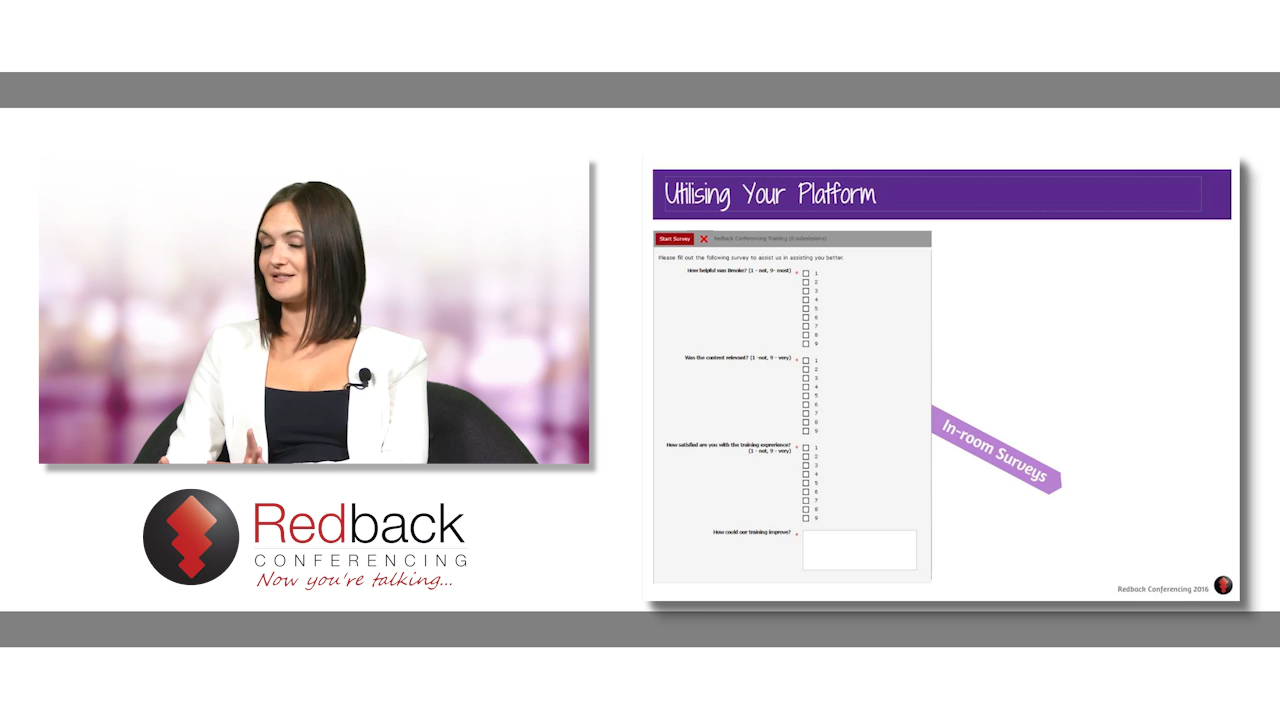 Utilising Your Platform
Start Survey
Redback Conferencing Training (0 submissions)
Please fill out the following survey to assist us in assisting you better.
How helpful was Brooke? (1 - not, 9- most) *
1
2
3
4
5
6
7
8
9
Was the content relevant? (1 -not, 9 - very) *
1
2
3
4
5
6
7
8
9
How satisfied are you with the training exprerience? *
(1 - not, 9 - very)
1
2
3
4
5
6
7
8
9
How could our training improve? *
In-room Surveys
Redback Conferencing 2016
Redback
CONFERENCING
Now you're talking...